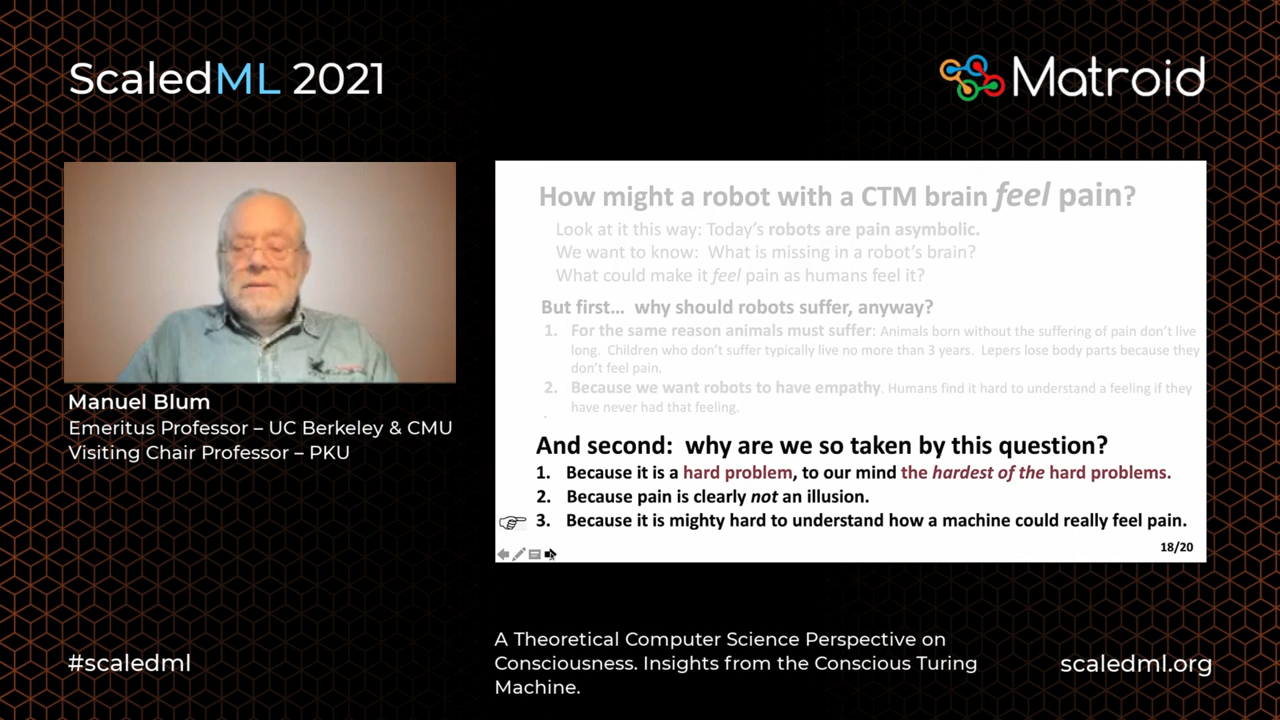 ScaledML 2021
Matroid
Manuel Blum
Emeritus Professor – UC Berkeley & CMU
Visiting Chair Professor – PKU
How might a robot with a CTM brain feel pain?
Look at it this way: Today's robots are pain asymbolic.
We want to know: What is missing in a robot's brain?
What could make it feel pain as humans feel it?
But first... why should robots suffer, anyway?
1. For the same reason animals must suffer: Animals born without the suffering of pain don't live
long. Children who don't suffer typically live no more than 3 years. Lepers lose body parts because they
don't feel pain.
2. Because we want robots to have empathy. Humans find it hard to understand a feeling if they
have never had that feeling.
And second: why are we so taken by this question?
1. Because it is a hard problem, to our mind the hardest of the hard problems.
2. Because pain is clearly not an illusion.
3. Because it is mighty hard to understand how a machine could really feel pain.
18/20
#scaledml
A Theoretical Computer Science Perspective on
Consciousness. Insights from the Conscious Turing
Machine.
scaledml.org